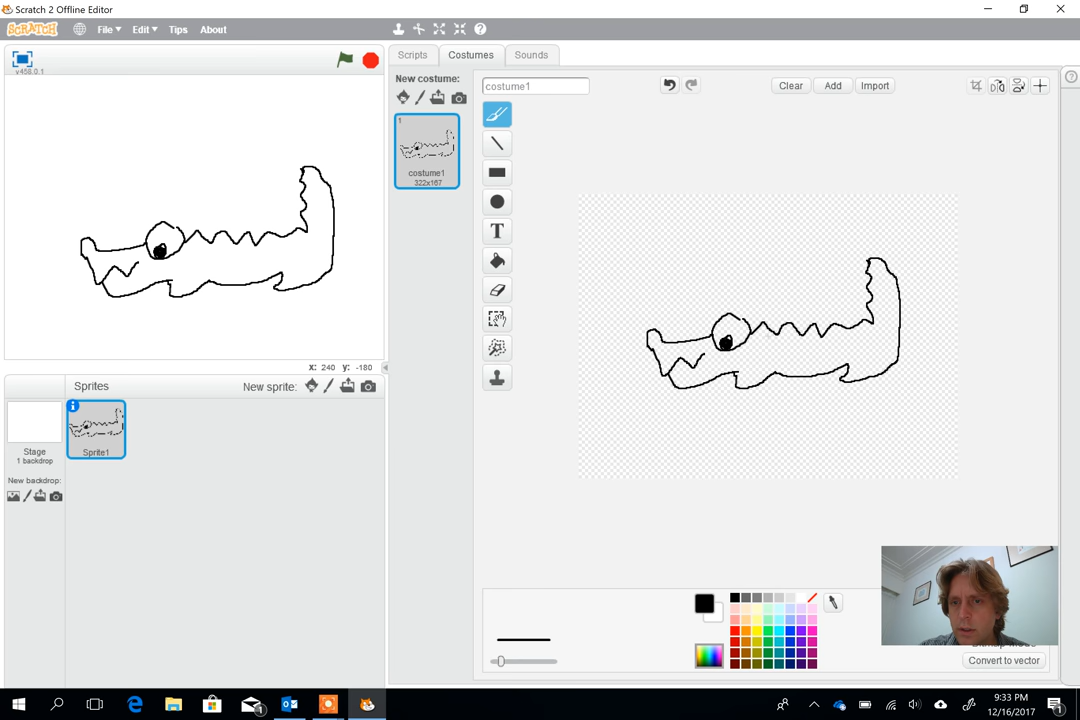 Scratch 2 Offline Editor
SCRATCH File Edit Tips About
v458.0.1
Scripts Costumes Sounds
New costume:
costume1
Clear Add Import
1
costume1
322x167
T
X: 240 y: -180
Sprites New sprite:
Stage
1 backdrop
Sprite1
New backdrop:
Convert to vector
9:33 PM
12/16/2017